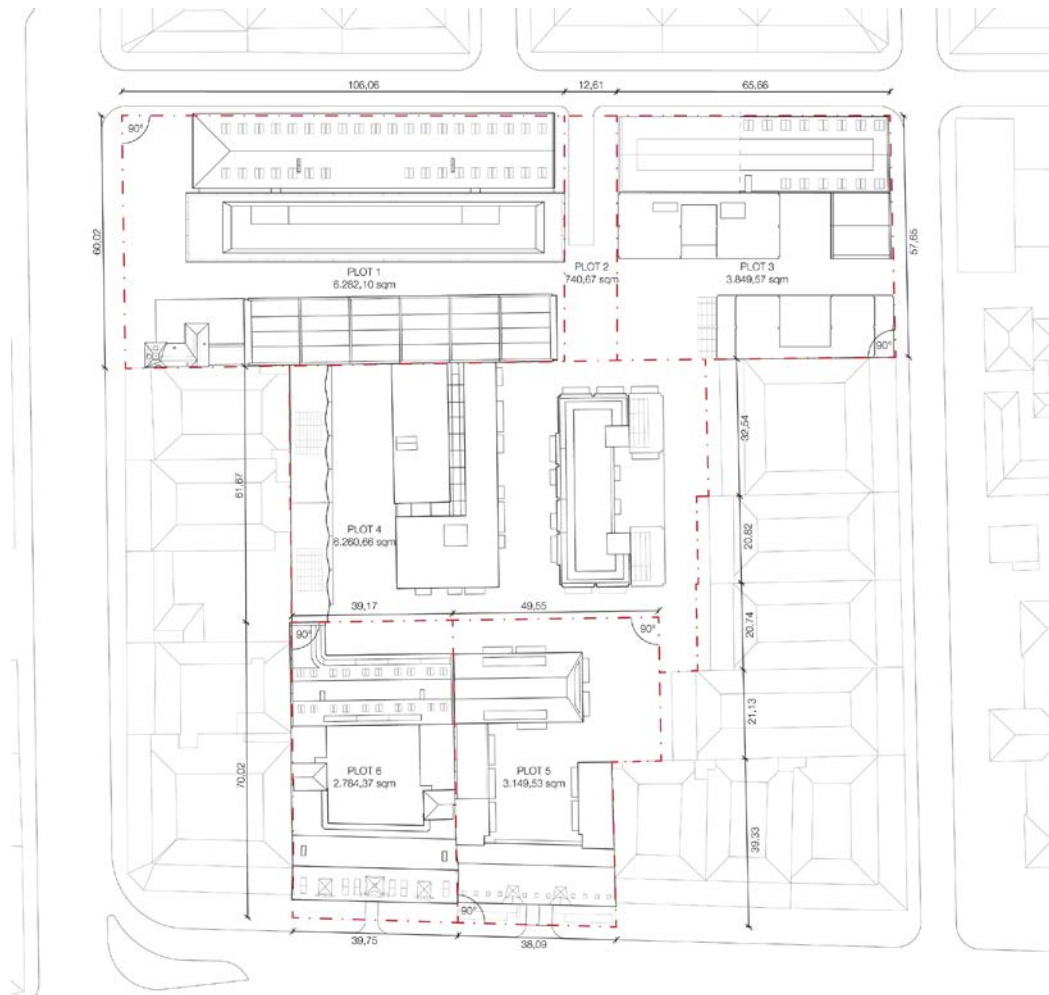 106,06
12,61
65,66
90°
60,02
57,65
PLOT 1
6.282,10 sqm
PLOT 2
740,67 sqm
PLOT 3
3.849,57 sqm
90°
32,54
61,67
PLOT 4
6.260,66 sqm
20,82
39,17
49,55
90°
90°
20,74
21,13
PLOT 6
2.784,37 sqm
PLOT 5
3.149,53 sqm
70,02
39,33
90°
39,75
38,09